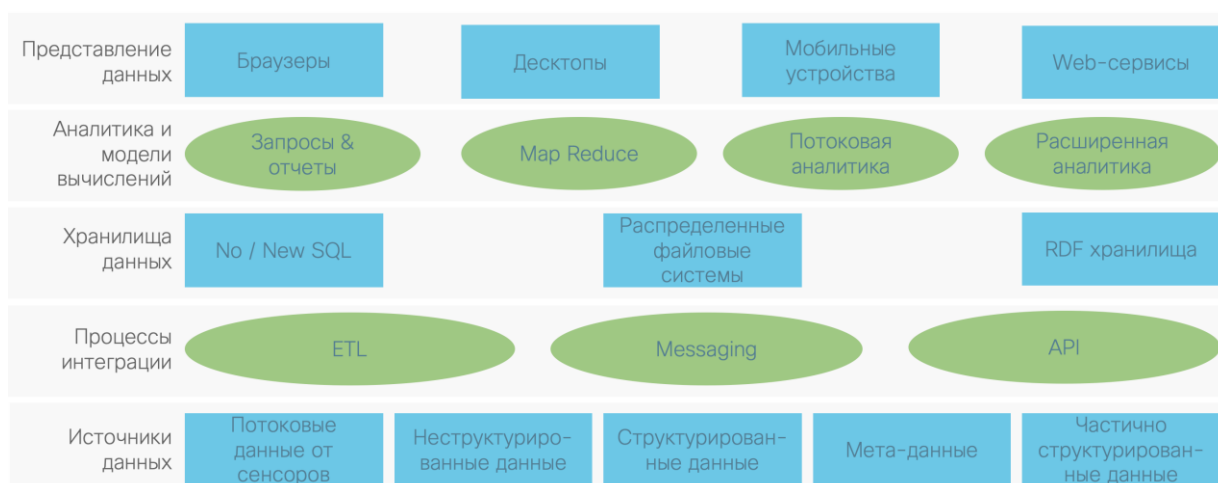 Представление
данных
Браузеры
Десктопы
Мобильные
устройства
Web-сервисы
Аналитика и
модели
вычислений
Запросы &
отчеты
Map Reduce
Потоковая
аналитика
Расширенная
аналитика
Хранилища
данных
No / New SQL
Распределенные
файловые
системы
RDF хранилища
Процессы
интеграции
ETL
Messaging
API
Источники
данных
Потоковые
данные от
сенсоров
Неструктуриро-
ванные данные
Структурирован-
ные данные
Мета-данные
Частично
структурирован-
ные данные